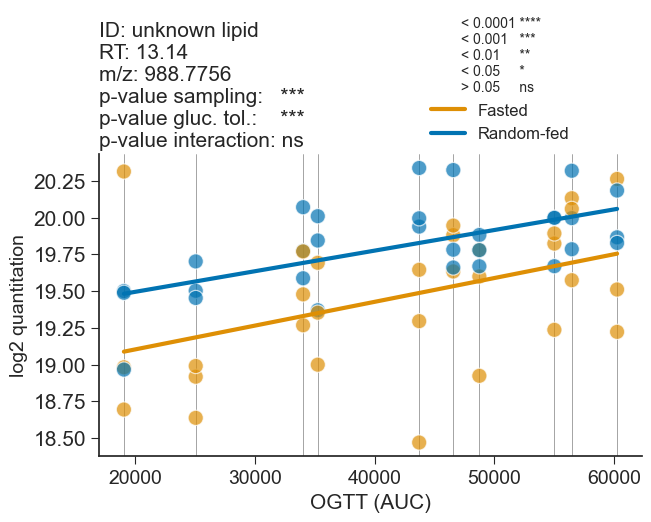 ID: unknown lipid
RT: 13.14
m/z: 988.7756
p-value sampling: ***
p-value gluc. tol.: ***
p-value interaction: ns
< 0.0001 ****
< 0.001 ***
< 0.01 **
< 0.05 *
> 0.05 ns
Fasted
Random-fed
log2 quantitation
20.25
20.00
19.75
19.50
19.25
19.00
18.75
18.50
20000 30000 40000 50000 60000
OGTT (AUC)